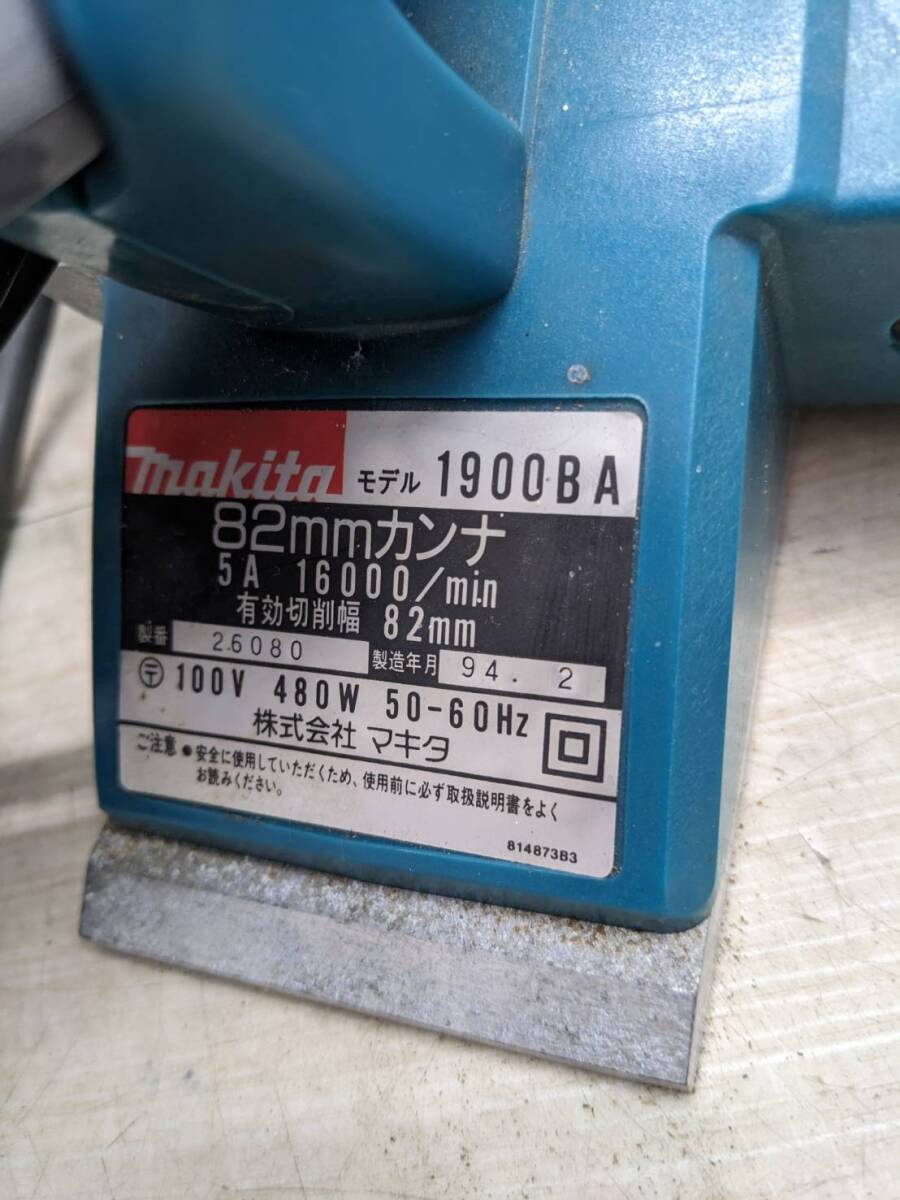 makita モデル 1900BA
82mmカンナ
5A 16000/min
有効切削幅 82mm
製番 26080 製造年月 94. 2
〒 100V 480W 50-60Hz
株式会社 マキタ
ご注意 ● 安全に使用していただくため、使用前に必ず取扱説明書をよく
お読みください。
814873B3